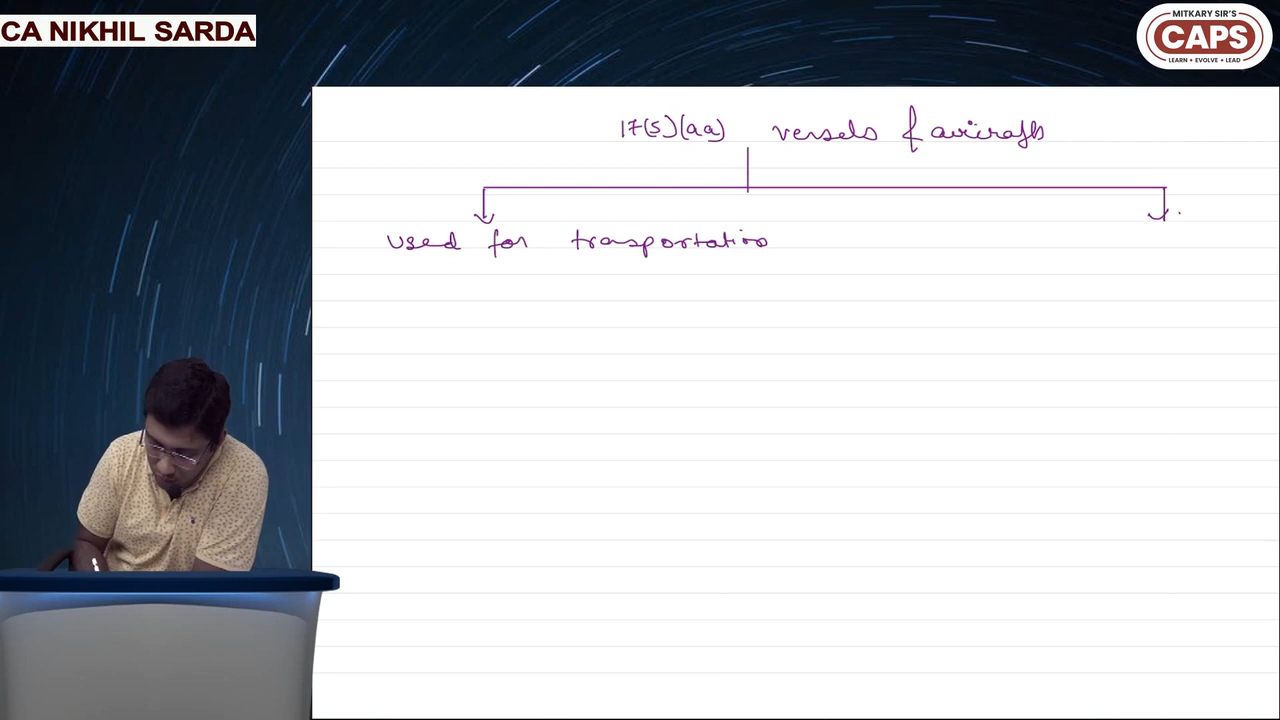 CA NIKHIL SARDA
MITKARY SIR'S
CAPS
LEARN • EVOLVE • LEAD
17(5)(aa) vessels & aircrafts
used for transportation